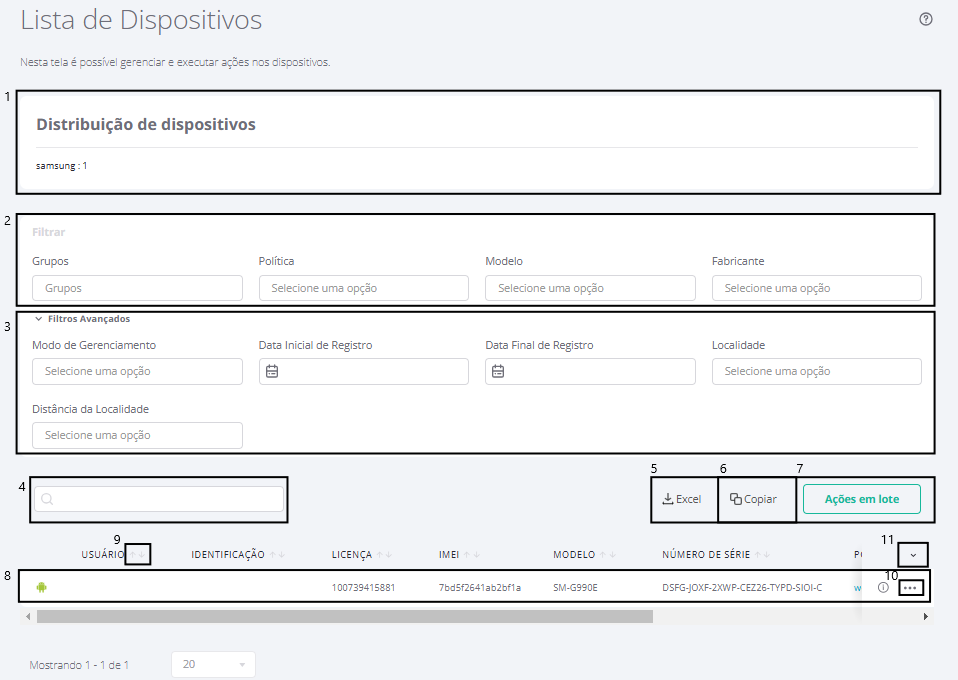 Lista de Dispositivos
Nesta tela é possível gerenciar e executar ações nos dispositivos.
1
Distribuição de dispositivos
samsung : 1
2
Filtrar
Grupos Política Modelo Fabricante
Grupos Selecione uma opção Selecione uma opção Selecione uma opção
3
Filtros Avançados
Modo de Gerenciamento Data Inicial de Registro Data Final de Registro Localidade
Selecione uma opção Selecione uma opção
Distância da Localidade
Selecione uma opção
4 5 6 7
Excel Copiar Ações em lote
9 11
USUÁRIO IDENTIFICAÇÃO LICENÇA IMEI MODELO NÚMERO DE SÉRIE
8 10
100739415881 7bd5f2641ab2bf1a SM-G990E DSFG-JOXF-2XWP-CEZ26-TYPD-SIOI-C
Mostrando 1 - 1 de 1 20